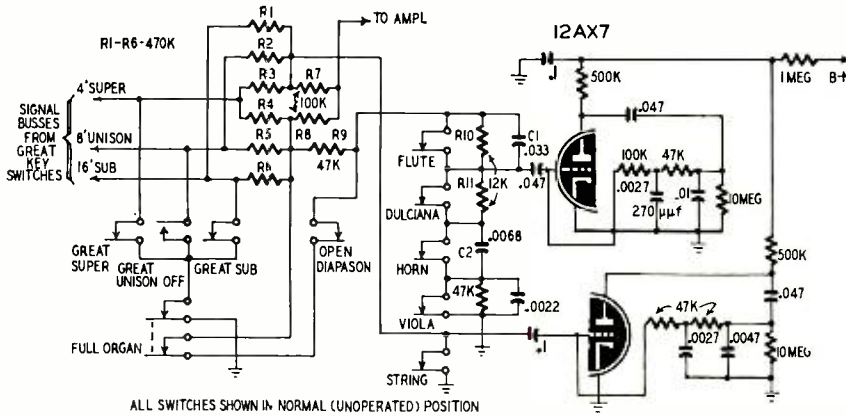 R1-R6-470K
R1
R2
R3
R7
100K
R4
R5
R8
R9
47K
R6
TO AMPL
SIGNAL BUSSES FROM GREAT KEY SWITCHES
4' SUPER
8' UNISON
16' SUB
GREAT SUPER
GREAT UNISON OFF
GREAT SUB
OPEN DIAPASON
FULL ORGAN
FLUTE
DULCIANA
HORN
VIOLA
STRING
R10
R11
12K
C1
.033
.047
C2
.0068
47K
.0022
12AX7
.1
500K
.047
1 MEG
B+
100K
47K
.0027
270 μμf
.01
10MEG
500K
.047
47K
.0027
.0047
10MEG
.1
ALL SWITCHES SHOWN IN NORMAL (UNOPERATED) POSITION